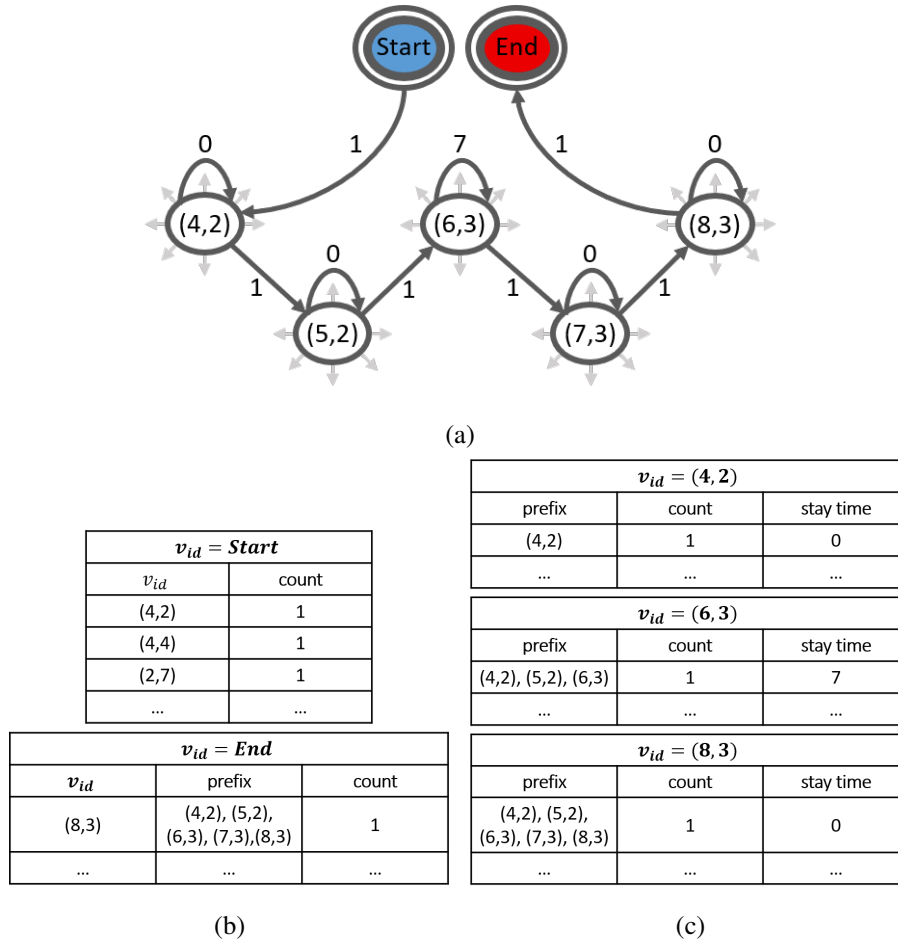 Start End
1 1
0 7 0
(4,2) (6,3) (8,3)
0 0
1 1 1 1
(5,2) (7,3)
(a)
v_id = Start
v_id count
(4,2) 1
(4,4) 1
(2,7) 1
... ...
v_id = End
v_id prefix count
(8,3) (4,2), (5,2), (6,3), (7,3),(8,3) 1
... ... ...
(b)
v_id = (4, 2)
prefix count stay time
(4,2) 1 0
... ... ...
v_id = (6, 3)
prefix count stay time
(4,2), (5,2), (6,3) 1 7
... ... ...
v_id = (8, 3)
prefix count stay time
(4,2), (5,2),
(6,3), (7,3), (8,3) 1 0
... ... ...
(c)